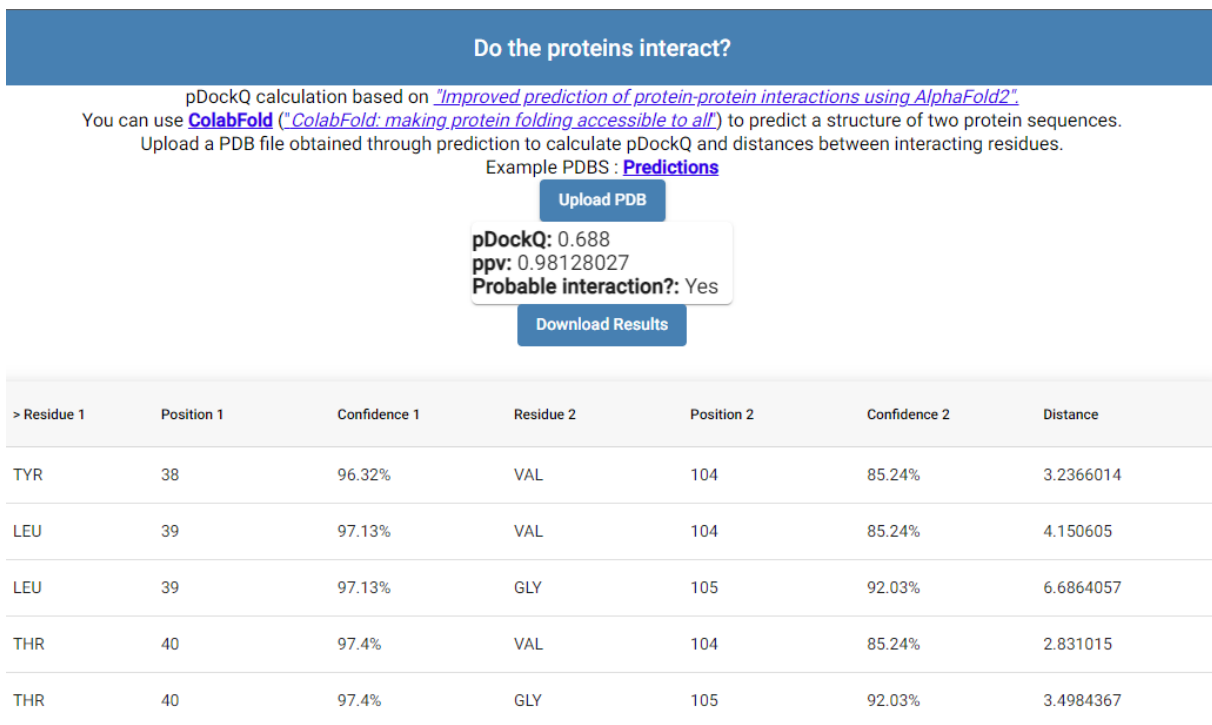 Do the proteins interact?
pDockQ calculation based on "Improved prediction of protein-protein interactions using AlphaFold2".
You can use ColabFold ("ColabFold: making protein folding accessible to all") to predict a structure of two protein sequences.
Upload a PDB file obtained through prediction to calculate pDockQ and distances between interacting residues.
Example PDBS : Predictions
Upload PDB
pDockQ: 0.688
ppv: 0.98128027
Probable interaction?: Yes
Download Results
> Residue 1 Position 1 Confidence 1 Residue 2 Position 2 Confidence 2 Distance
TYR 38 96.32% VAL 104 85.24% 3.2366014
LEU 39 97.13% VAL 104 85.24% 4.150605
LEU 39 97.13% GLY 105 92.03% 6.6864057
THR 40 97.4% VAL 104 85.24% 2.831015
THR 40 97.4% GLY 105 92.03% 3.4984367